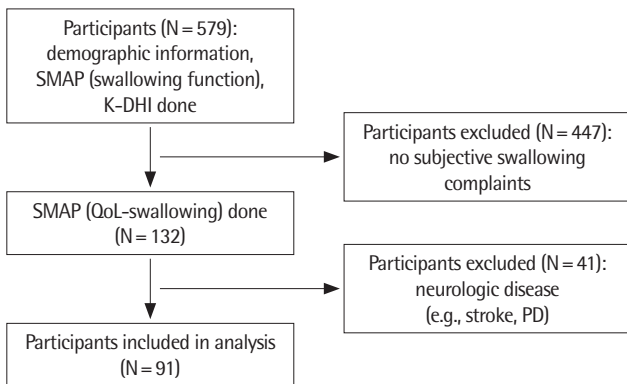 Participants (N = 579):
demographic information,
SMAP (swallowing function),
K-DHI done
Participants excluded (N = 447):
no subjective swallowing
complaints
SMAP (QoL-swallowing) done
(N = 132)
Participants excluded (N = 41):
neurologic disease
(e.g., stroke, PD)
Participants included in analysis
(N = 91)